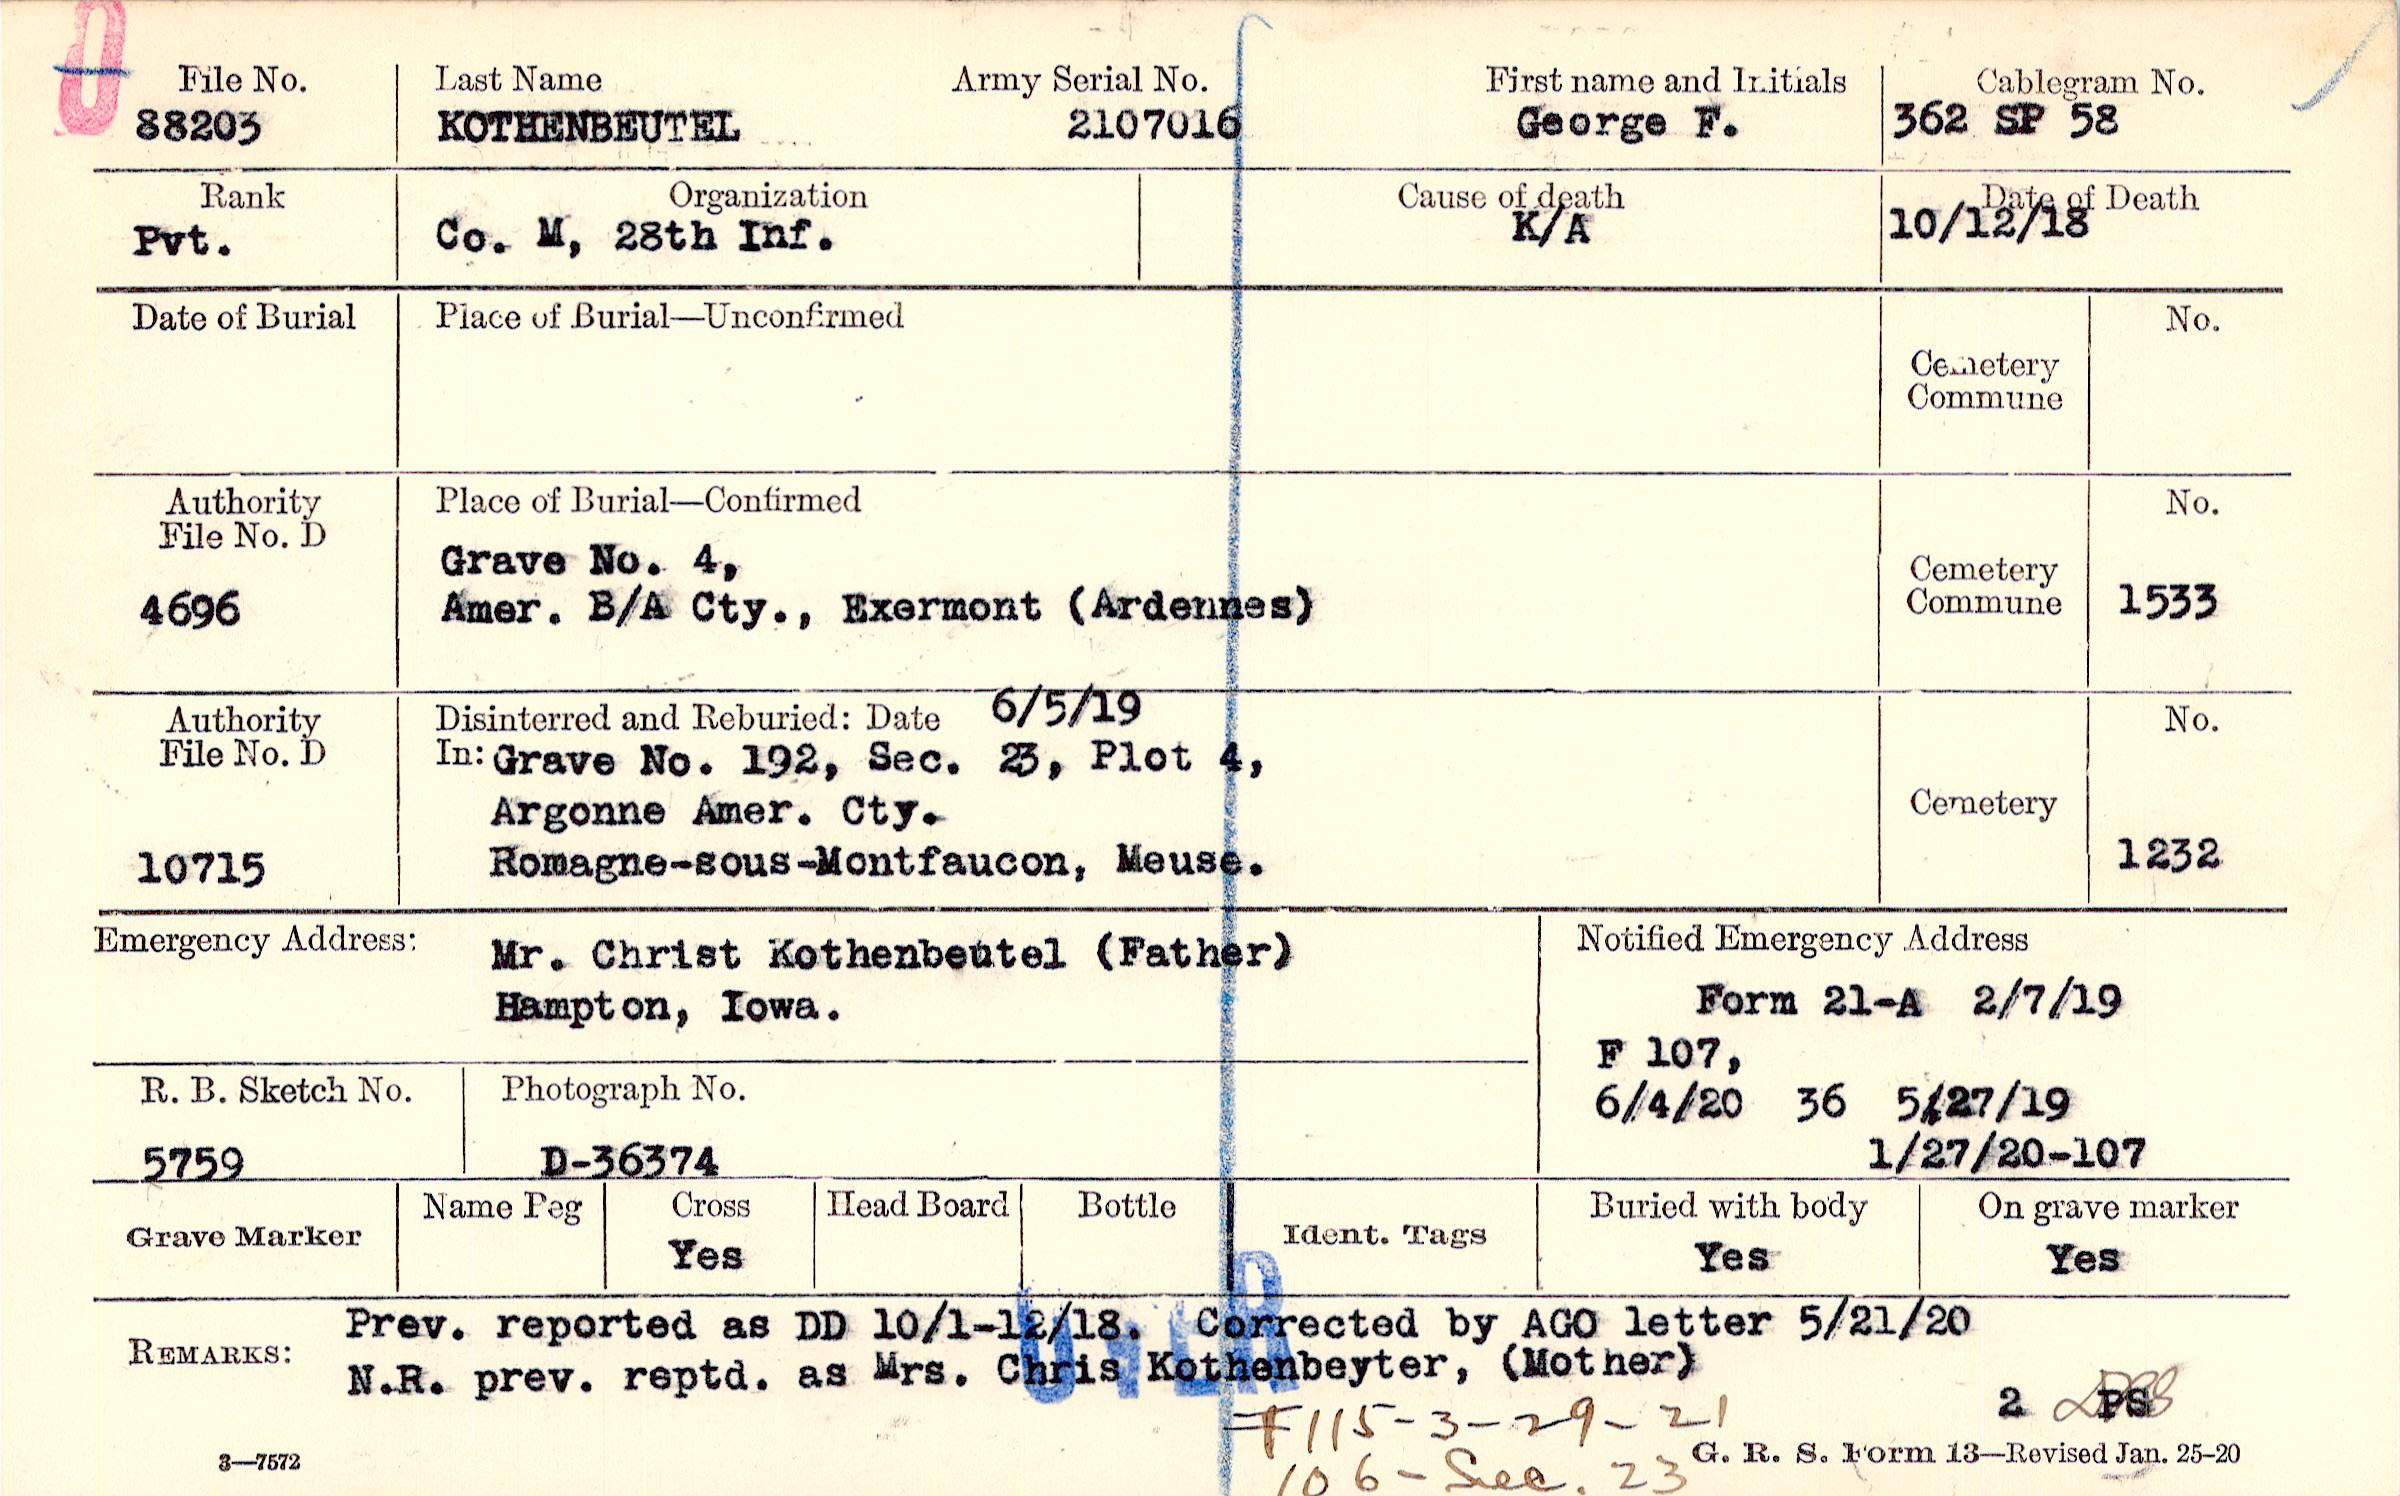 File No. Last Name Army Serial No. First name and Initials Cablegram No.
88203 KOTHENBEUTEL 2107016 George F. 362 SP 58
Rank Organization Cause of death Date of Death
Pvt. Co. M, 28th Inf. K/A 10/12/18
Date of Burial Place of Burial—Unconfirmed No.
Cemetery
Commune
Authority Place of Burial—Confirmed No.
File No. D
Grave No. 4,
Cemetery
4696 Amer. B/A Cty., Exermont (Ardennes) Commune 1533
Authority Disinterred and Reburied: Date 6/5/19 No.
File No. D In: Grave No. 192, Sec. 23, Plot 4,
Argonne Amer. Cty. Cemetery
10715 Romagne-sous-Montfaucon, Meuse. 1232
Emergency Address: Mr. Christ Kothenbeutel (Father) Notified Emergency Address
Hampton, Iowa. Form 21-A 2/7/19
F 107,
R. B. Sketch No. Photograph No. 6/4/20 36 5/27/19
5759 D-36374 1/27/20-107
Grave Marker Name Peg Cross Head Board Bottle Ident. Tags Buried with body On grave marker
Yes Yes Yes
OVER
REMARKS: Prev. reported as DD 10/1-12/18. Corrected by AGO letter 5/21/20
N.R. prev. reptd. as Mrs. Chris Kothenbeyter, (Mother)
2 PS
115-3-29-21
3—7572 G. R. S. Form 13—Revised Jan. 25-20
106-Sec. 23